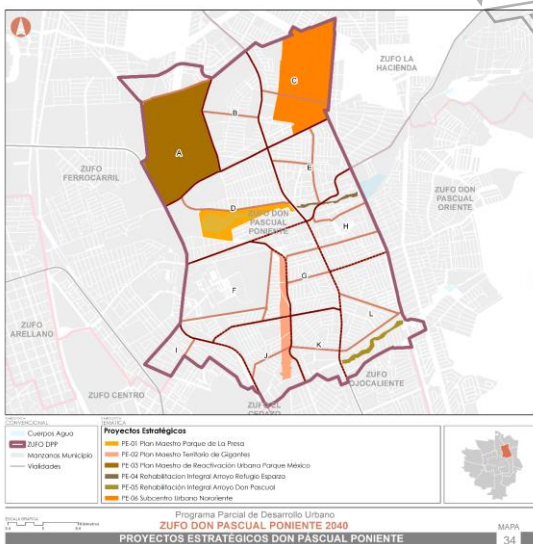 C
ZUFO LA
HACIENDA
B
A
E
ZUFO
FERROCARRIL
ZUFO DON
PASCUAL
ORIENTE
D
ZUFO DON
PASCUAL
PONIENTE
H
G
F
L
ZUFO
ARELLANO
I
J
K
ZUFO
OJOCALIENTE
ZUFO CENTRO
CONVENCIONAL
TEMÁTICA
Cuerpos Agua
ZUFO DPP
Manzanas Municipio
Vialidades
Proyectos Estratégicos
PE-01 Plan Maestro Parque de La Presa
PE-02 Plan Maestro Territorio de Gigantes
PE-03 Plan Maestro de Reactivación Urbana Parque México
PE-04 Rehabilitacion Integral Arroyo Refugio Esparza
PE-05 Rehabilitación Integral Arroyo Don Pascual
PE-06 Subcentro Urbano Nororiente
Programa Parcial de Desarrollo Urbano
ZUFO DON PASCUAL PONIENTE 2040
PROYECTOS ESTRATÉGICOS DON PASCUAL PONIENTE
MAPA
34